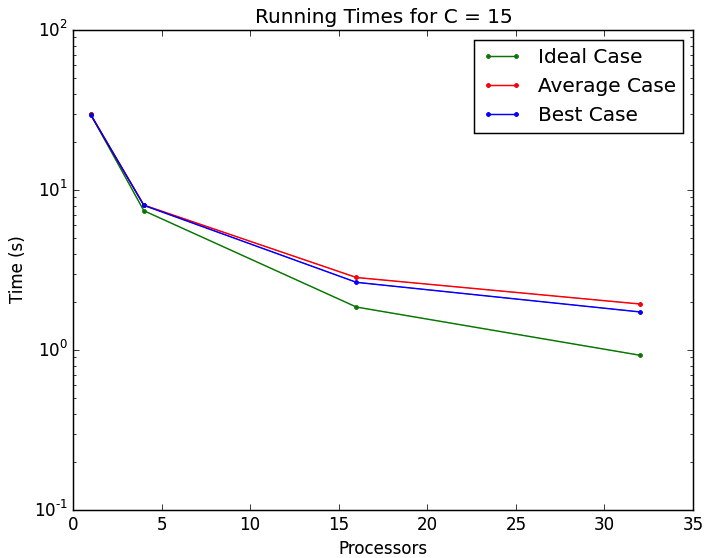 Running Times for C = 15
Ideal Case
Average Case
Best Case
10^2
10^1
10^0
10^-1
Time (s)
0 5 10 15 20 25 30 35
Processors